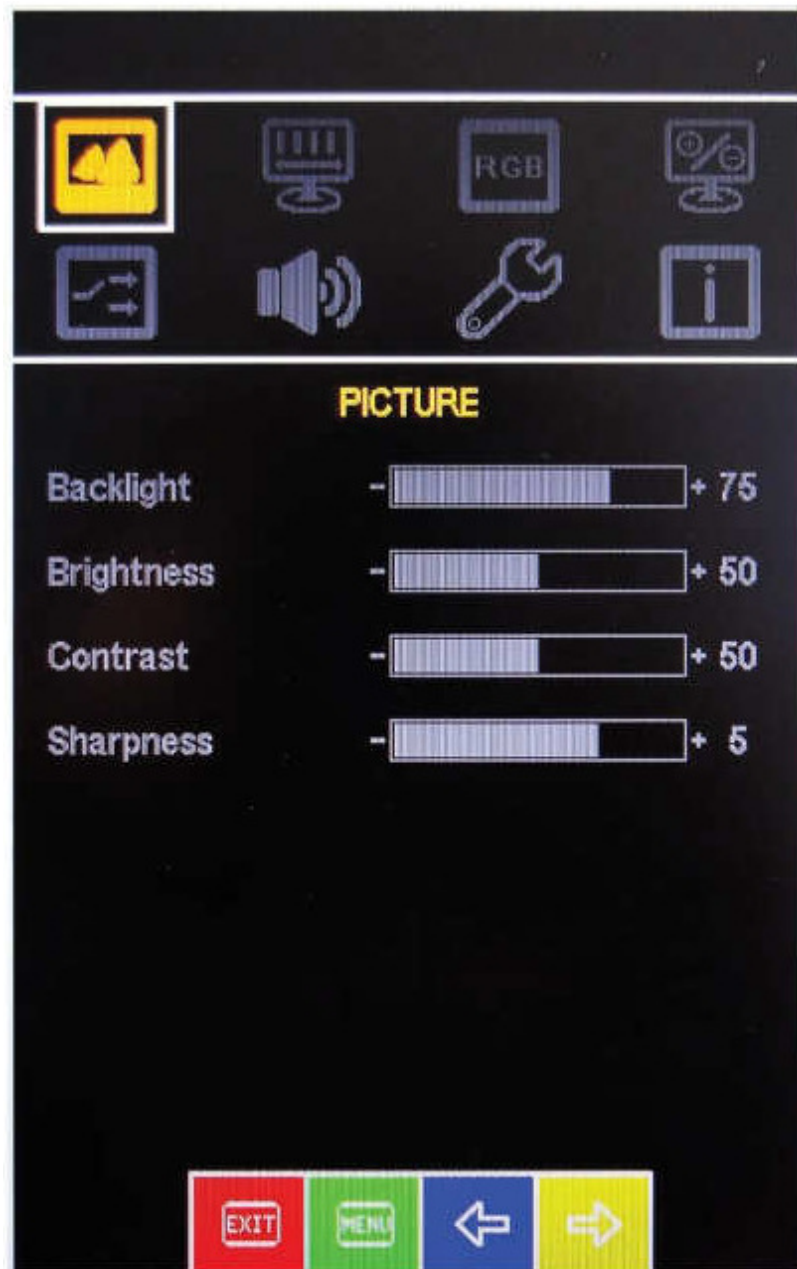 RGB
i
PICTURE
Backlight - + 75
Brightness - + 50
Contrast - + 50
Sharpness - + 5
EXIT MENU